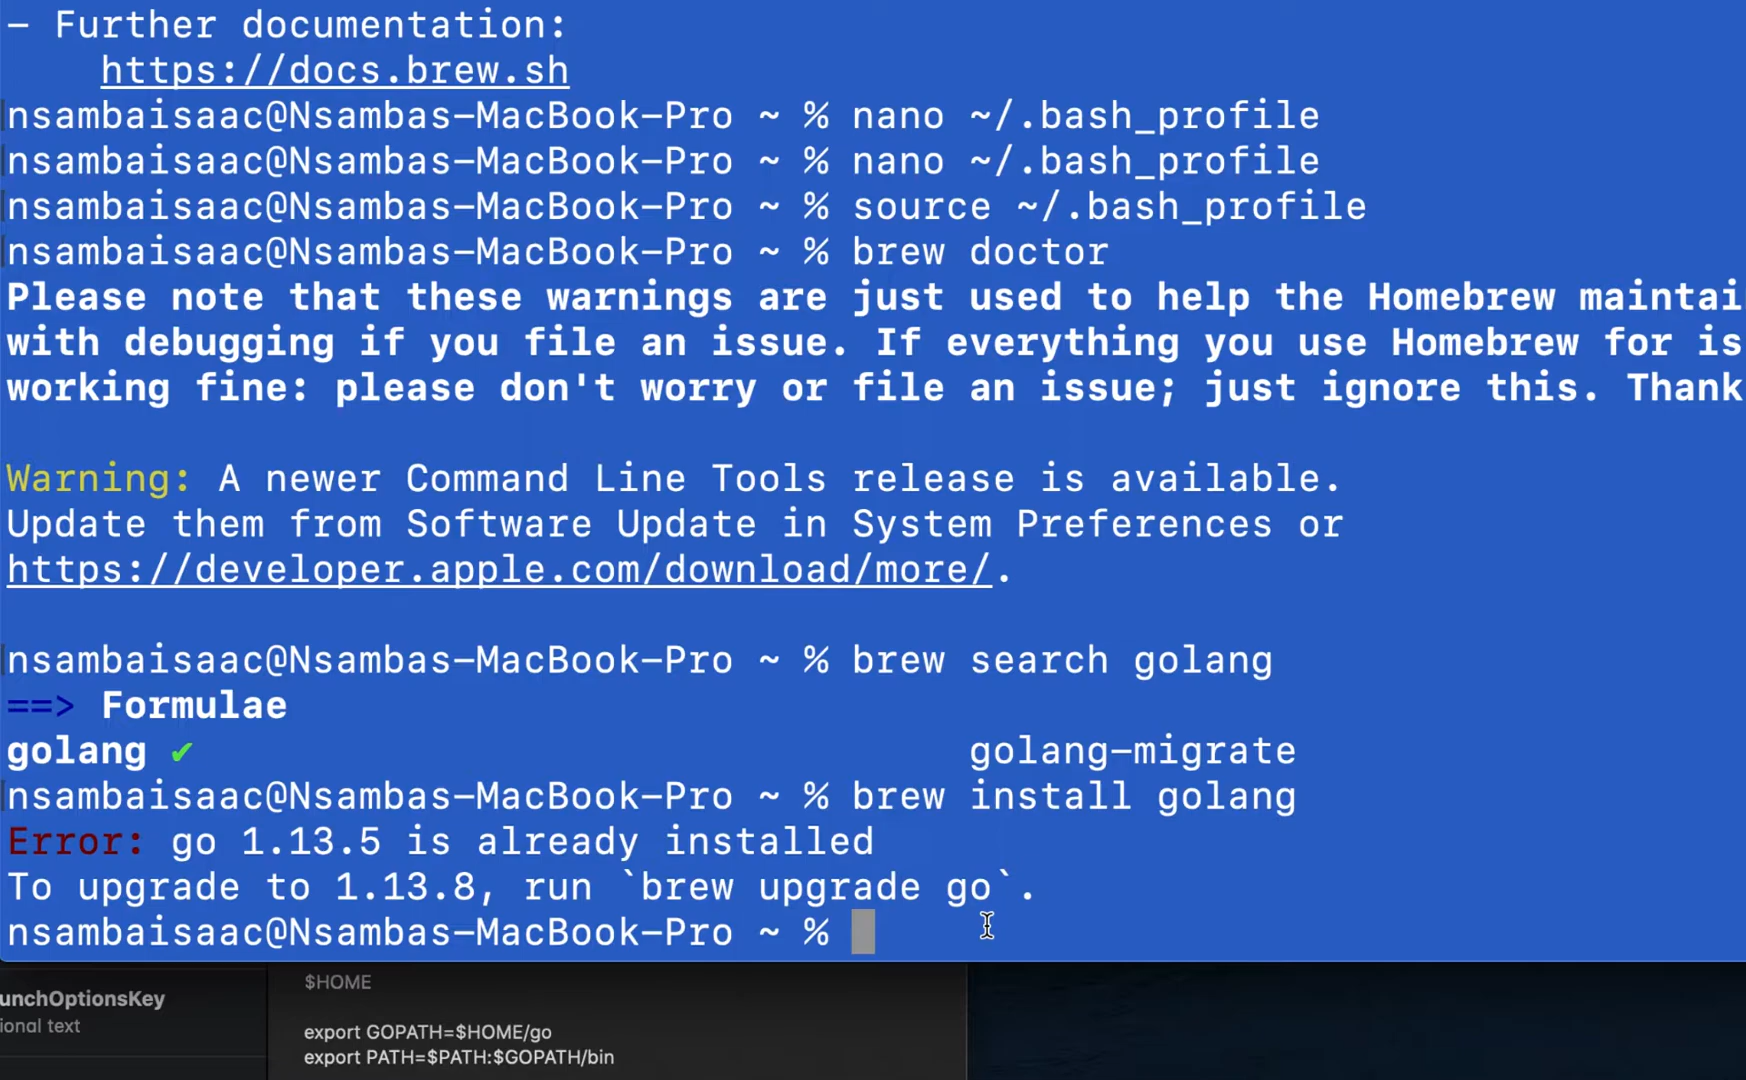 - Further documentation:
https://docs.brew.sh
nsambaisaac@Nsambas-MacBook-Pro ~ % nano ~/.bash_profile
nsambaisaac@Nsambas-MacBook-Pro ~ % nano ~/.bash_profile
nsambaisaac@Nsambas-MacBook-Pro ~ % source ~/.bash_profile
nsambaisaac@Nsambas-MacBook-Pro ~ % brew doctor
Please note that these warnings are just used to help the Homebrew maintai
with debugging if you file an issue. If everything you use Homebrew for is
working fine: please don't worry or file an issue; just ignore this. Thank
Warning: A newer Command Line Tools release is available.
Update them from Software Update in System Preferences or
https://developer.apple.com/download/more/.
nsambaisaac@Nsambas-MacBook-Pro ~ % brew search golang
==> Formulae
golang ✔ golang-migrate
nsambaisaac@Nsambas-MacBook-Pro ~ % brew install golang
Error: go 1.13.5 is already installed
To upgrade to 1.13.8, run `brew upgrade go`.
nsambaisaac@Nsambas-MacBook-Pro ~ %
unchOptionsKey
ional text
$HOME
export GOPATH=$HOME/go
export PATH=$PATH:$GOPATH/bin